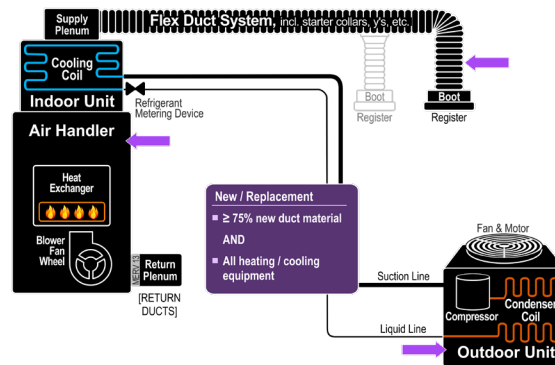 Supply
Plenum
Flex Duct System, incl. starter collars, y's, etc.
Cooling
Coil
Indoor Unit
Refrigerant
Metering Device
Boot
Register
Boot
Register
Air Handler
Heat
Exchanger
Blower
Fan
Wheel
MERV 13
Return
Plenum
[RETURN
DUCTS]
New / Replacement
≥ 75% new duct material
AND
All heating / cooling
equipment
Fan & Motor
Suction Line
Compressor
Condenser
Coil
Liquid Line
Outdoor Unit